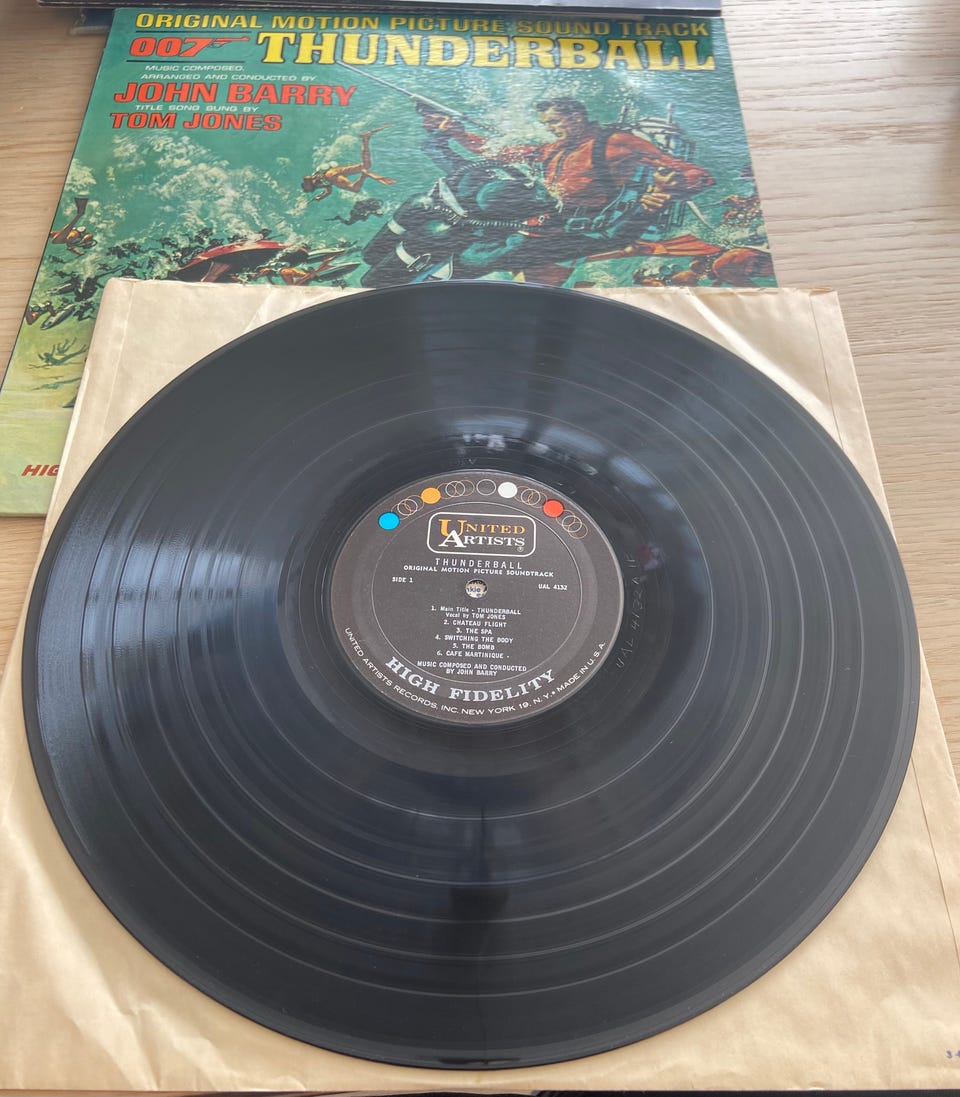 ORIGINAL MOTION PICTURE SOUND TRACK
007 THUNDERBALL
MUSIC COMPOSED,
ARRANGED AND CONDUCTED BY
JOHN BARRY
TITLE SONG SUNG BY
TOM JONES
UNITED
ARTISTS®
THUNDERBALL
ORIGINAL MOTION PICTURE SOUNDTRACK
SIDE 1
UAL 4132
1. Main Title - THUNDERBALL
Vocal by TOM JONES
2. CHATEAU FLIGHT
3. THE SPA
4. SWITCHING THE BODY
5. THE BOMB
6. CAFE MARTINIQUE -
MUSIC COMPOSED AND CONDUCTED
BY JOHN BARRY
HIGH FIDELITY
UNITED ARTISTS RECORDS, INC. NEW YORK 19, N.Y. • MADE IN U.S.A.